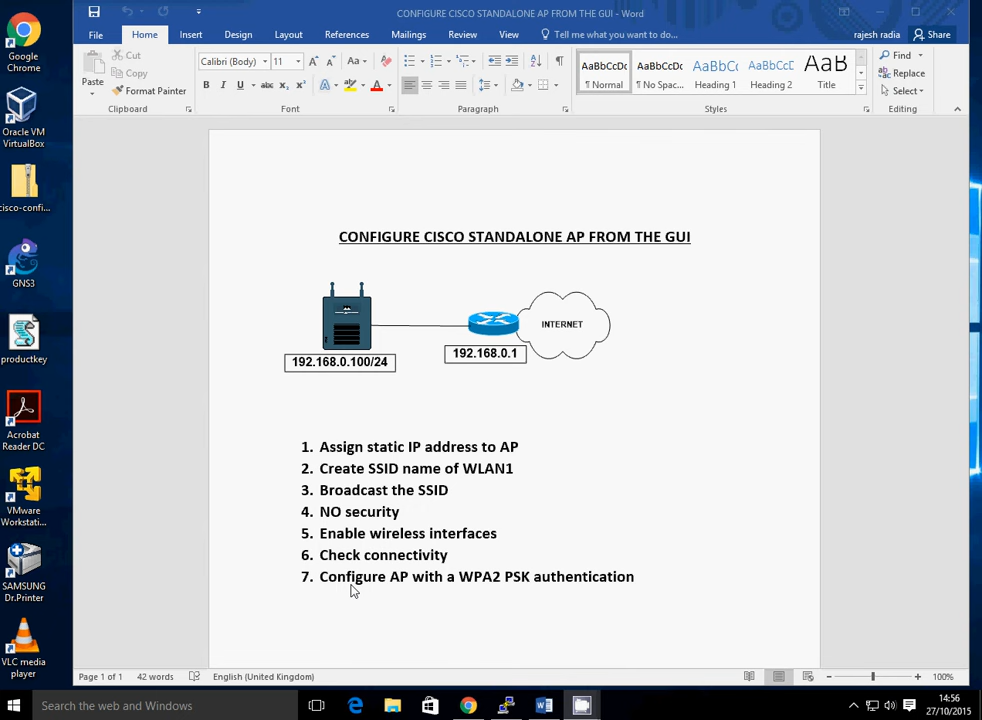 CONFIGURE CISCO STANDALONE AP FROM THE GUI - Word
File Home Insert Design Layout References Mailings Review View Tell me what you want to do... rajesh radia Share
Paste
Cut
Copy
Format Painter
Clipboard
Calibri (Body) 11 A A Aa
B I U abc x₂ x² A A
Font
Paragraph
AaBbCcDc AaBbCcDc AaBbCc AaBbCcD AaB
¶ Normal ¶ No Spac... Heading 1 Heading 2 Title
Styles
Find
Replace
Select
Editing
Google
Chrome
Oracle VM
VirtualBox
cisco-confi...
GNS3
productkey
Acrobat
Reader DC
VMware
Workstati...
SAMSUNG
Dr.Printer
VLC media
player
CONFIGURE CISCO STANDALONE AP FROM THE GUI
INTERNET
192.168.0.100/24
192.168.0.1
1. Assign static IP address to AP
2. Create SSID name of WLAN1
3. Broadcast the SSID
4. NO security
5. Enable wireless interfaces
6. Check connectivity
7. Configure AP with a WPA2 PSK authentication
Page 1 of 1 42 words English (United Kingdom) 100%
Search the web and Windows
14:56
27/10/2015